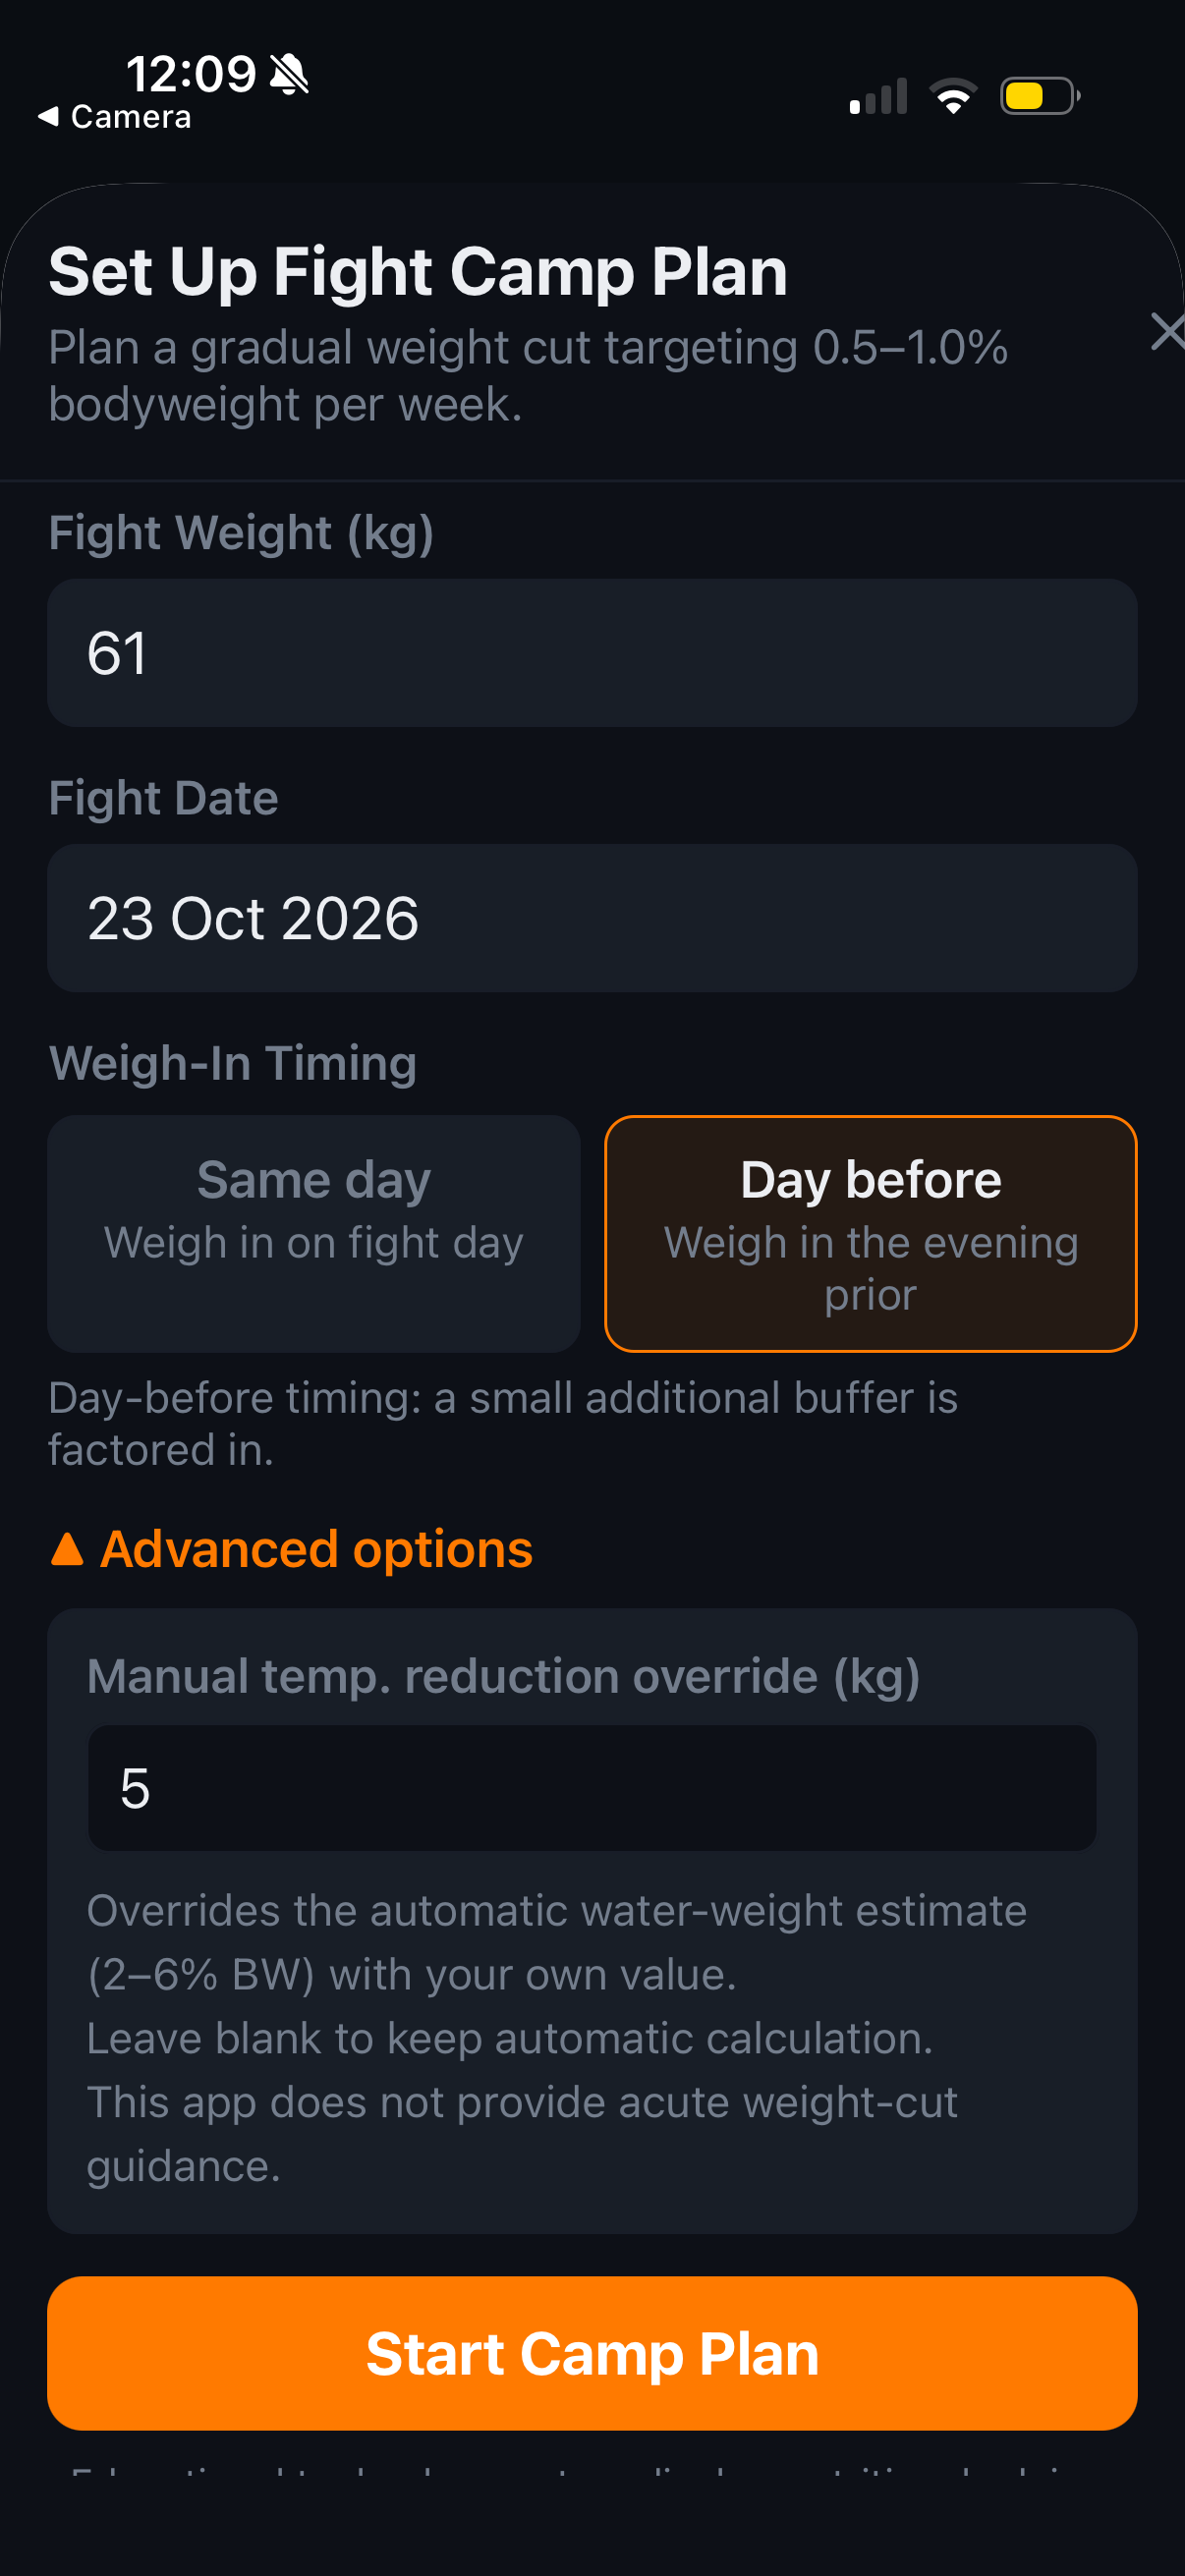 12:09
Camera
Set Up Fight Camp Plan
Plan a gradual weight cut targeting 0.5–1.0%
bodyweight per week.
Fight Weight (kg)
61
Fight Date
23 Oct 2026
Weigh-In Timing
Same day
Weigh in on fight day
Day before
Weigh in the evening
prior
Day-before timing: a small additional buffer is
factored in.
Advanced options
Manual temp. reduction override (kg)
5
Overrides the automatic water-weight estimate
(2–6% BW) with your own value.
Leave blank to keep automatic calculation.
This app does not provide acute weight-cut
guidance.
Start Camp Plan